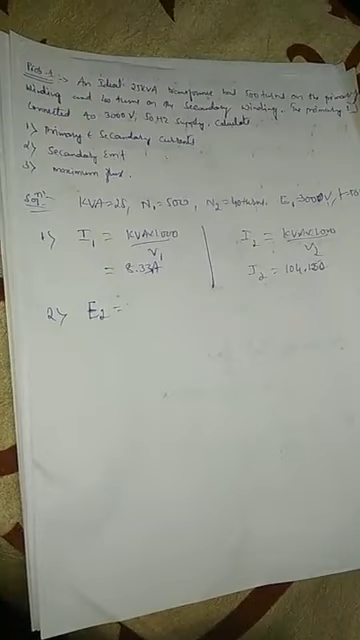 Prob.1 :-> An Ideal 25KVA transformer has 500 turns on the primary
winding and 40 turns on the secondary winding. The primary is
connected to 3000V, 50HZ supply, calculate
1) Primary & Secondary Currents
2) Secondary Emf
3) maximum flux.
Solⁿ:- KVA=25, N1=500, N2=40turns. E1=3000V, f=50
1) I1 = KVA×1000 / V1 I2 = KVA×1000 / V2
= 8.33A I2 = 104.15A
2) E2 =